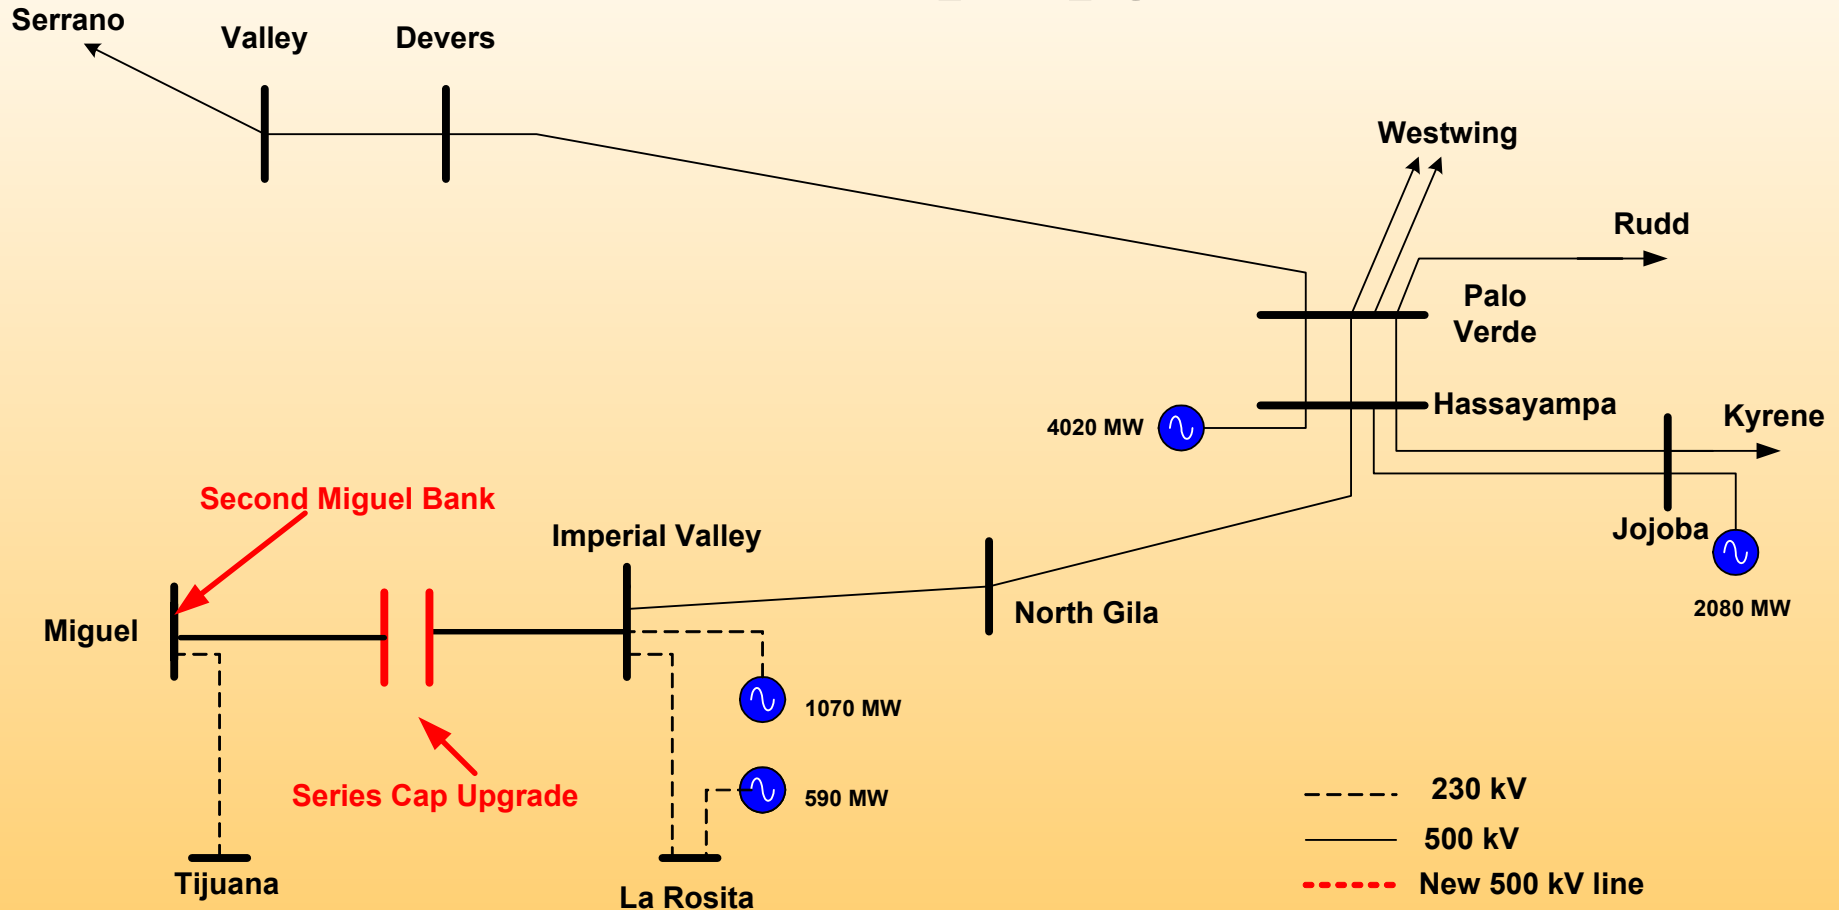 Serrano
Valley
Devers
Westwing
Rudd
Palo
Verde
Hassayampa
Kyrene
4020 MW
Second Miguel Bank
Imperial Valley
Jojoba
Miguel
North Gila
2080 MW
1070 MW
Series Cap Upgrade
590 MW
230 kV
500 kV
Tijuana
La Rosita
New 500 kV line